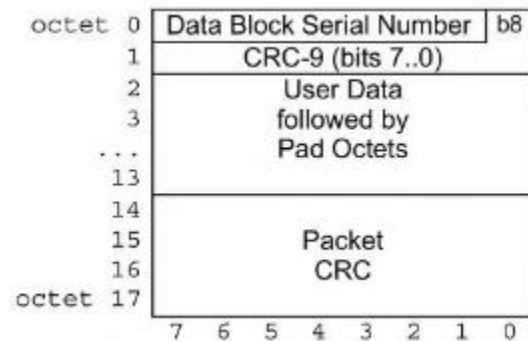 octet 0 Data Block Serial Number b8
1 CRC-9 (bits 7..0)
2 User Data
3 followed by
... Pad Octets
13
14
15 Packet
16 CRC
octet 17
7 6 5 4 3 2 1 0